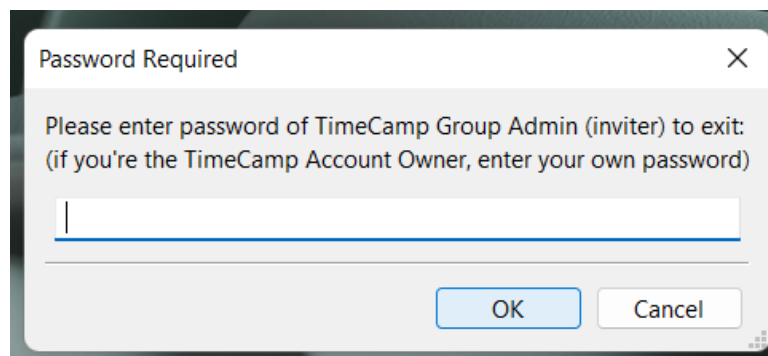 Password Required
Please enter password of TimeCamp Group Admin (inviter) to exit:
(if you're the TimeCamp Account Owner, enter your own password)
OK
Cancel